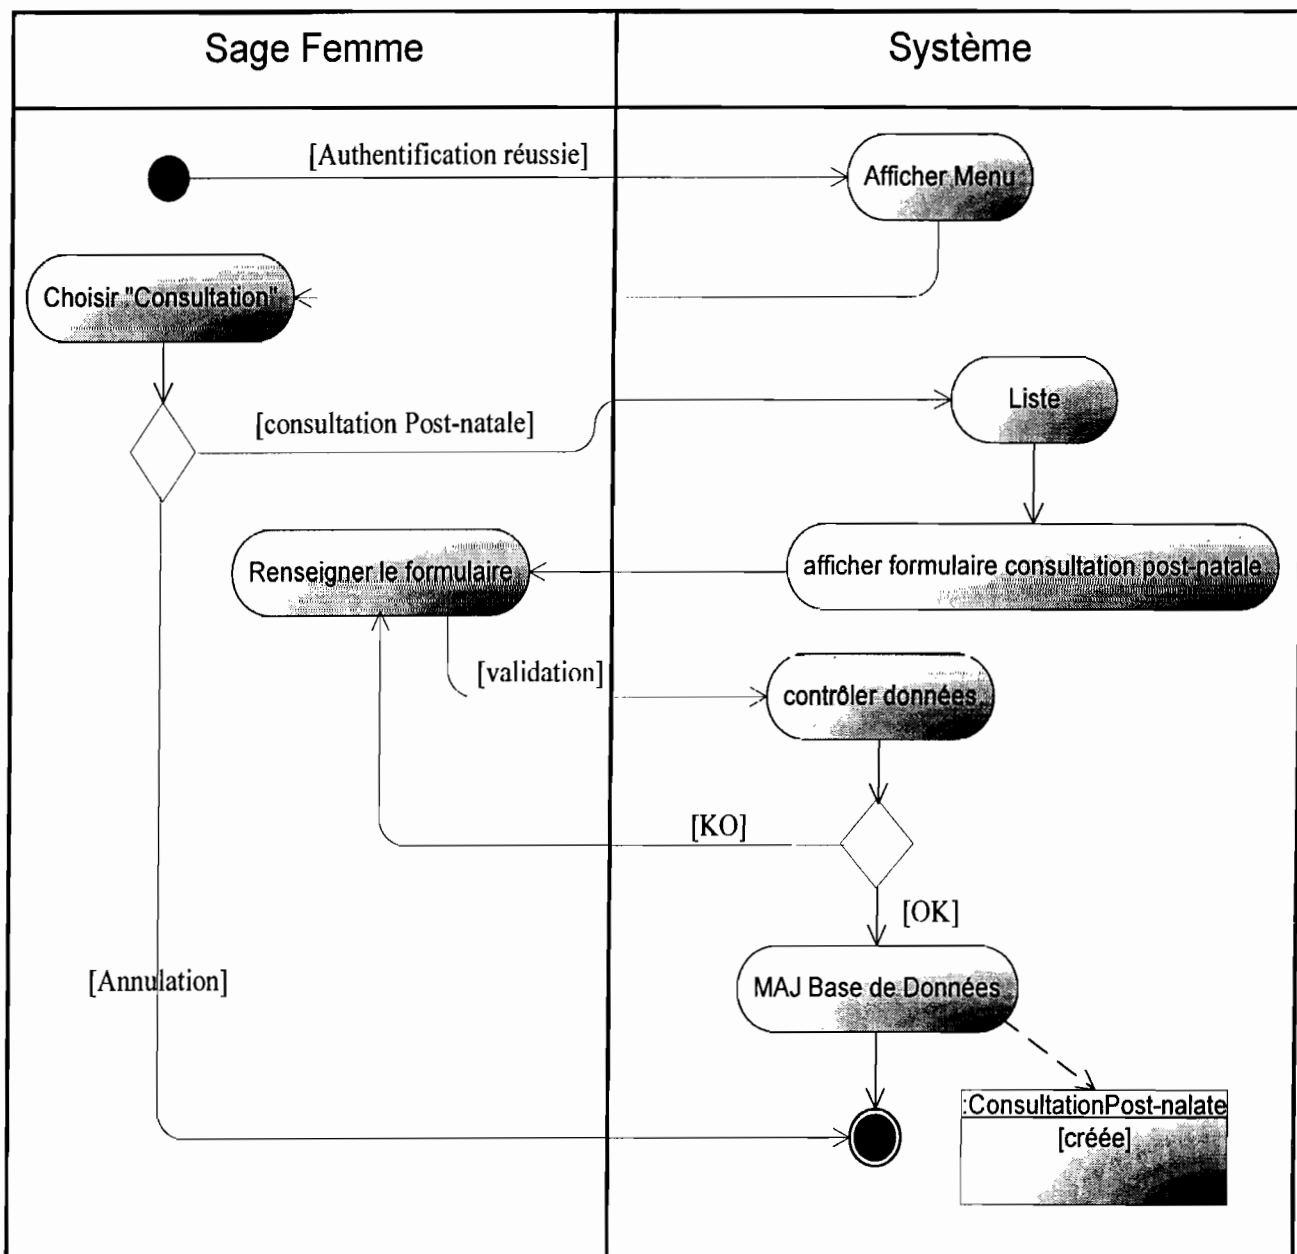 Sage Femme
Système
[Authentification réussie]
Afficher Menu
Choisir "Consultation"
Liste
[consultation Post-natale]
Renseigner le formulaire
afficher formulaire consultation post-natale
[validation]
contrôler données
[KO]
[OK]
[Annulation]
MAJ Base de Données
:ConsultationPost-nalate
[créée]